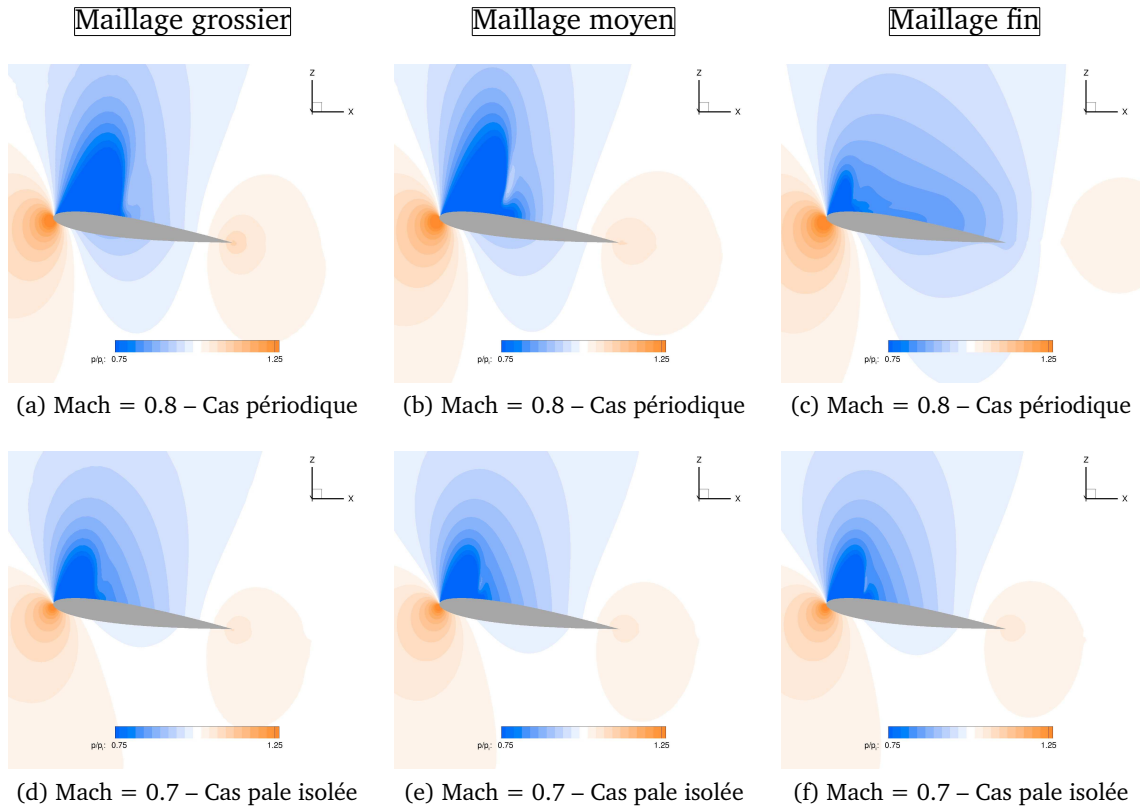 Maillage grossier
Maillage moyen
Maillage fin
Z
X
Z
X
Z
X
0.75
1.25
0.75
1.25
0.75
1.25
(a) Mach = 0.8 – Cas périodique
(b) Mach = 0.8 – Cas périodique
(c) Mach = 0.8 – Cas périodique
Z
X
Z
X
Z
X
0.75
1.25
0.75
1.25
0.75
1.25
(d) Mach = 0.7 – Cas pale isolée
(e) Mach = 0.7 – Cas pale isolée
(f) Mach = 0.7 – Cas pale isolée